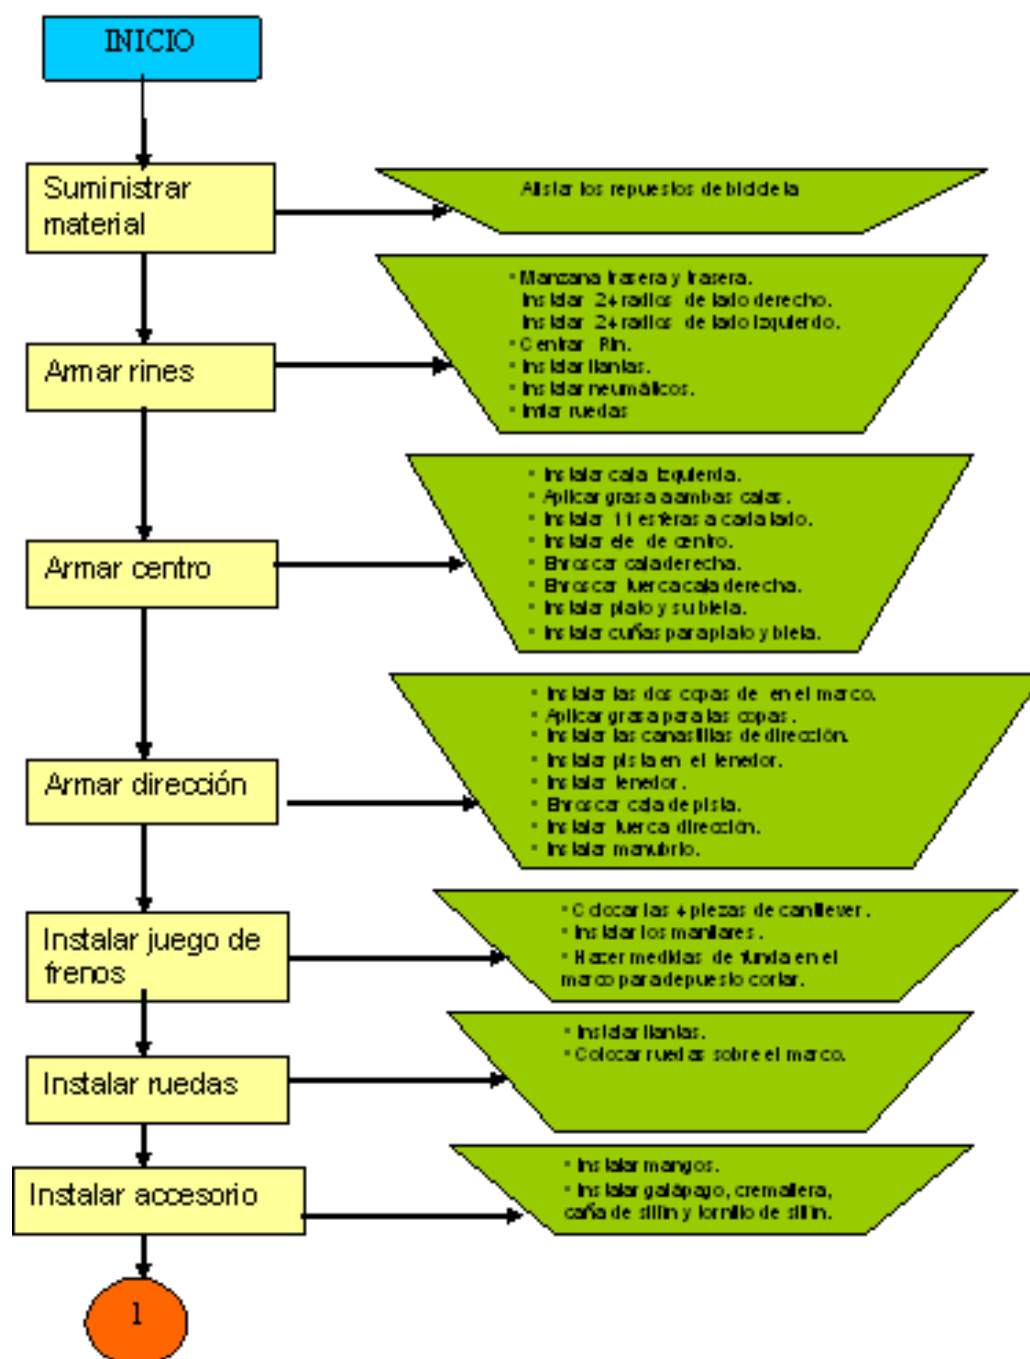 INICIO
Suministrar
material
Alistar los repuestos de bicicleta
Armar rines
• Manzana trasera y trasera.
Instalar 24 radios de lado derecho.
Instalar 24 radios de lado Izquierdo.
• Centrar Rin.
• Instalar llantas.
• Instalar neumáticos.
• ruedas
Armar centro
• Instalar caja Izquierda.
• Aplicar grasa a ambas cajas.
• Instalar 11 esferas a cada lado.
• Instalar eje de centro.
• Enroscar caja derecha.
• Enroscar tuerca caja derecha.
• Instalar plato y su biela.
• Instalar cuñas para plato y biela.
Armar dirección
• Instalar las dos copas de en el marco.
• Aplicar grasa para las copas.
• Instalar las canastillas de dirección.
• Instalar pista en el tenedor.
• Instalar tenedor.
• Enroscar caja de pista.
• Instalar tuerca dirección.
• Instalar manubrio.
Instalar juego de
frenos
• Colocar las 4 piezas de cantilever.
• Instalar los manilares.
• Hacer medidas de funda en el
marco para depuesto cortar.
Instalar ruedas
• Instalar llantas.
• Colocar ruedas sobre el marco.
Instalar accesorio
• Instalar mangos.
• Instalar galápago, cremallera,
caña de sillín y tornillo de sillín.
1